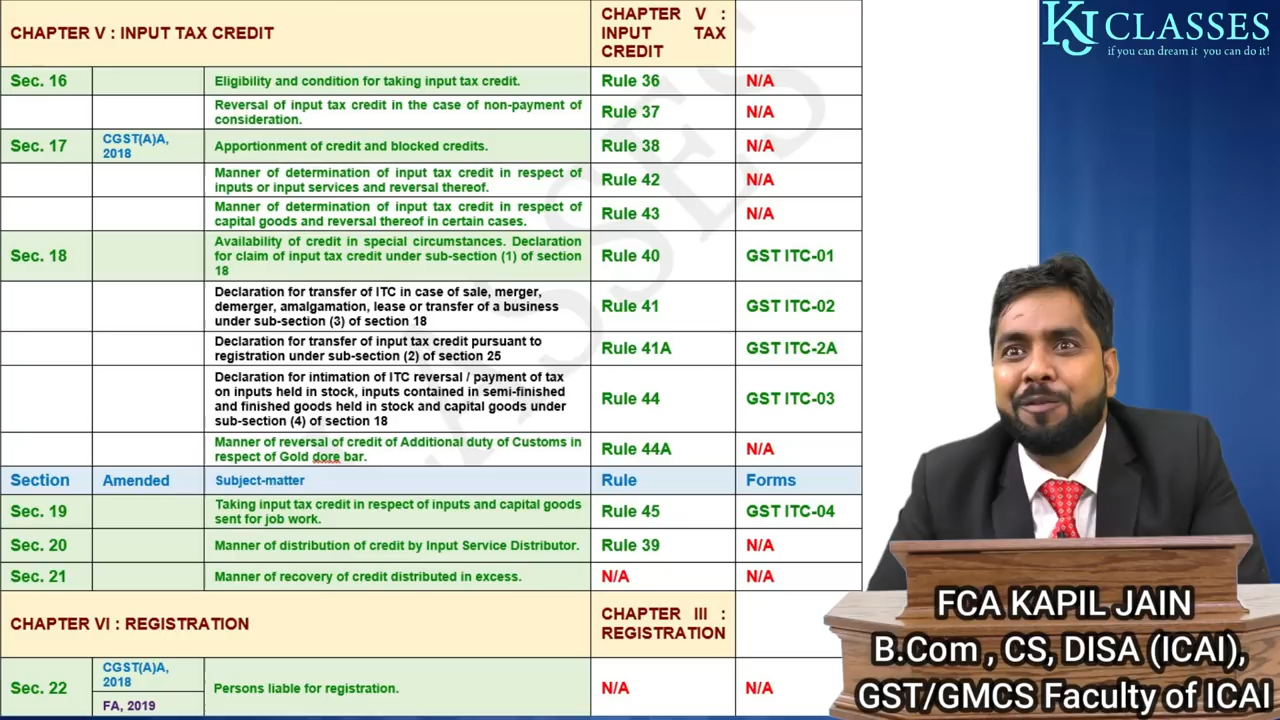 CHAPTER V : INPUT TAX CREDIT
CHAPTER V :
INPUT TAX
CREDIT
Sec. 16
Eligibility and condition for taking input tax credit.
Rule 36
N/A
Reversal of input tax credit in the case of non-payment of
consideration.
Rule 37
N/A
Sec. 17
CGST(A)A,
2018
Apportionment of credit and blocked credits.
Rule 38
N/A
Manner of determination of input tax credit in respect of
inputs or input services and reversal thereof.
Rule 42
N/A
Manner of determination of input tax credit in respect of
capital goods and reversal thereof in certain cases.
Rule 43
N/A
Sec. 18
Availability of credit in special circumstances. Declaration
for claim of input tax credit under sub-section (1) of section
18
Rule 40
GST ITC-01
Declaration for transfer of ITC in case of sale, merger,
demerger, amalgamation, lease or transfer of a business
under sub-section (3) of section 18
Rule 41
GST ITC-02
Declaration for transfer of input tax credit pursuant to
registration under sub-section (2) of section 25
Rule 41A
GST ITC-2A
Declaration for intimation of ITC reversal / payment of tax
on inputs held in stock, inputs contained in semi-finished
and finished goods held in stock and capital goods under
sub-section (4) of section 18
Rule 44
GST ITC-03
Manner of reversal of credit of Additional duty of Customs in
respect of Gold dore bar.
Rule 44A
N/A
Section
Amended
Subject-matter
Rule
Forms
Sec. 19
Taking input tax credit in respect of inputs and capital goods
sent for job work.
Rule 45
GST ITC-04
Sec. 20
Manner of distribution of credit by Input Service Distributor.
Rule 39
N/A
Sec. 21
Manner of recovery of credit distributed in excess.
N/A
N/A
CHAPTER VI : REGISTRATION
CHAPTER III :
REGISTRATION
Sec. 22
CGST(A)A,
2018
FA, 2019
Persons liable for registration.
N/A
N/A
KJ CLASSES
if you can dream it you can do it!
FCA KAPIL JAIN
B.Com , CS, DISA (ICAI),
GST/GMCS Faculty of ICAI